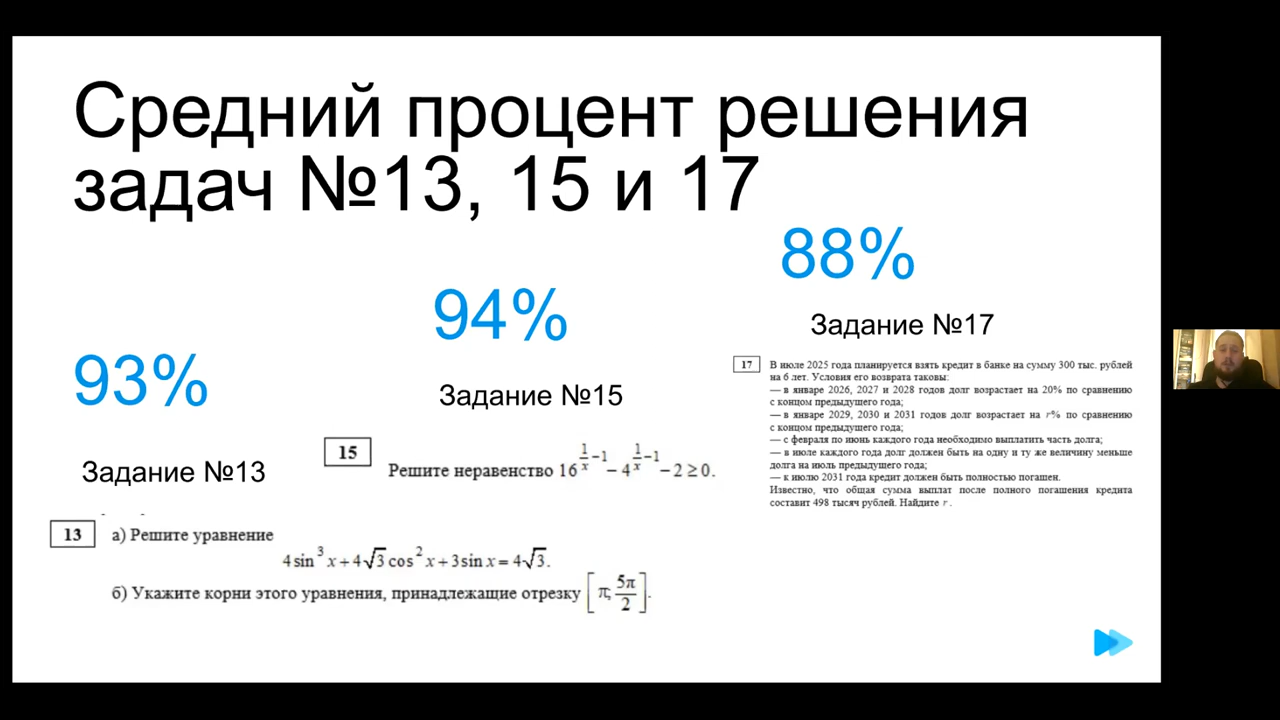 Средний процент решения
задач №13, 15 и 17
93%
Задание №13
94%
Задание №15
88%
Задание №17
13
а) Решите уравнение
4sin³x+4√3cos²x+3sinx=4√3.
б) Укажите корни этого уравнения, принадлежащие отрезку [π; 5π/2].
15
Решите неравенство 16^(1/x−1)−4^(1/x−1)−2≥0.
17
В июле 2025 года планируется взять кредит в банке на сумму 300 тыс. рублей
на 6 лет. Условия его возврата таковы:
— в январе 2026, 2027 и 2028 годов долг возрастает на 20% по сравнению
с концом предыдущего года;
— в январе 2029, 2030 и 2031 годов долг возрастает на r% по сравнению
с концом предыдущего года;
— с февраля по июнь каждого года необходимо выплатить часть долга;
— в июле каждого года долг должен быть на одну и ту же величину меньше
долга на июль предыдущего года;
— к июлю 2031 года кредит должен быть полностью погашен.
Известно, что общая сумма выплат после полного погашения кредита
составит 498 тысяч рублей. Найдите r.